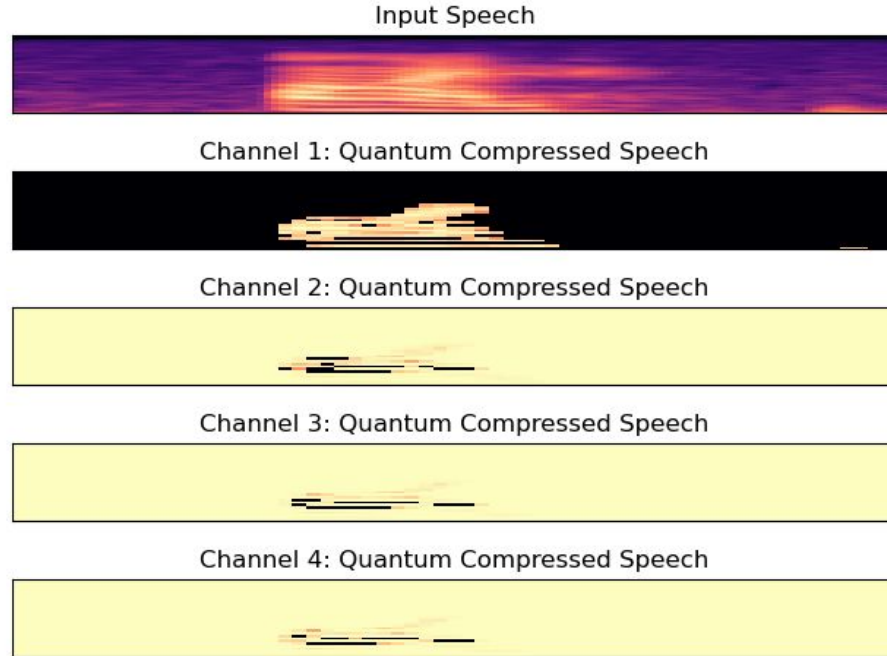 Input Speech
Channel 1: Quantum Compressed Speech
Channel 2: Quantum Compressed Speech
Channel 3: Quantum Compressed Speech
Channel 4: Quantum Compressed Speech